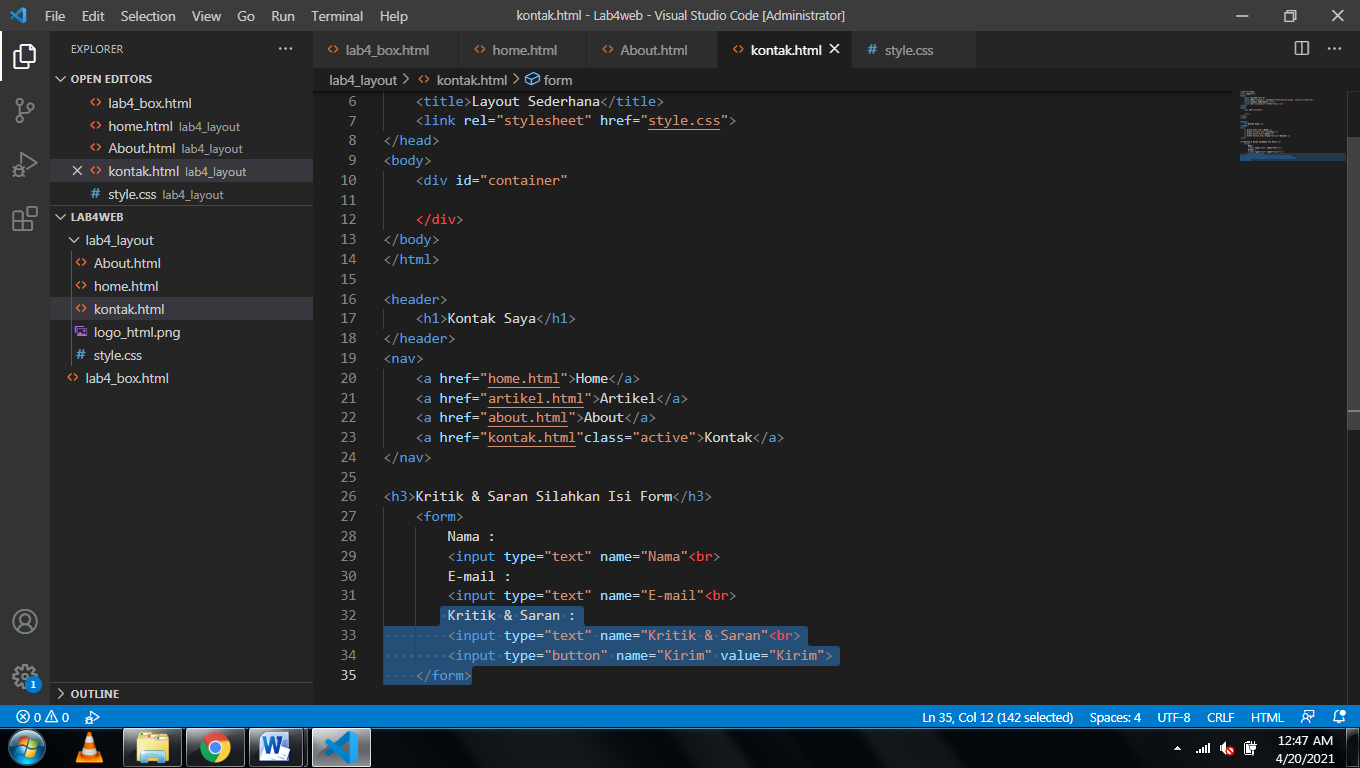 File Edit Selection View Go Run Terminal Help
kontak.html - Lab4web - Visual Studio Code [Administrator]
EXPLORER
OPEN EDITORS
lab4_box.html
home.html lab4_layout
About.html lab4_layout
kontak.html lab4_layout
# style.css lab4_layout
LAB4WEB
lab4_layout
About.html
home.html
kontak.html
logo_html.png
# style.css
lab4_box.html
OUTLINE
lab4_box.html home.html About.html kontak.html # style.css
lab4_layout > kontak.html > form
6 <title>Layout Sederhana</title>
7 <link rel="stylesheet" href="style.css">
8 </head>
9 <body>
10 <div id="container"
11
12 </div>
13 </body>
14 </html>
15
16 <header>
17 <h1>Kontak Saya</h1>
18 </header>
19 <nav>
20 <a href="home.html">Home</a>
21 <a href="artikel.html">Artikel</a>
22 <a href="about.html">About</a>
23 <a href="kontak.html"class="active">Kontak</a>
24 </nav>
25
26 <h3>Kritik & Saran Silahkan Isi Form</h3>
27 <form>
28 Nama :
29 <input type="text" name="Nama"<br>
30 E-mail :
31 <input type="text" name="E-mail"<br>
32 Kritik & Saran :
33 <input type="text" name="Kritik & Saran"<br>
34 <input type="button" name="Kirim" value="Kirim">
35 </form>
1
0 0
Ln 35, Col 12 (142 selected) Spaces: 4 UTF-8 CRLF HTML
12:47 AM
4/20/2021